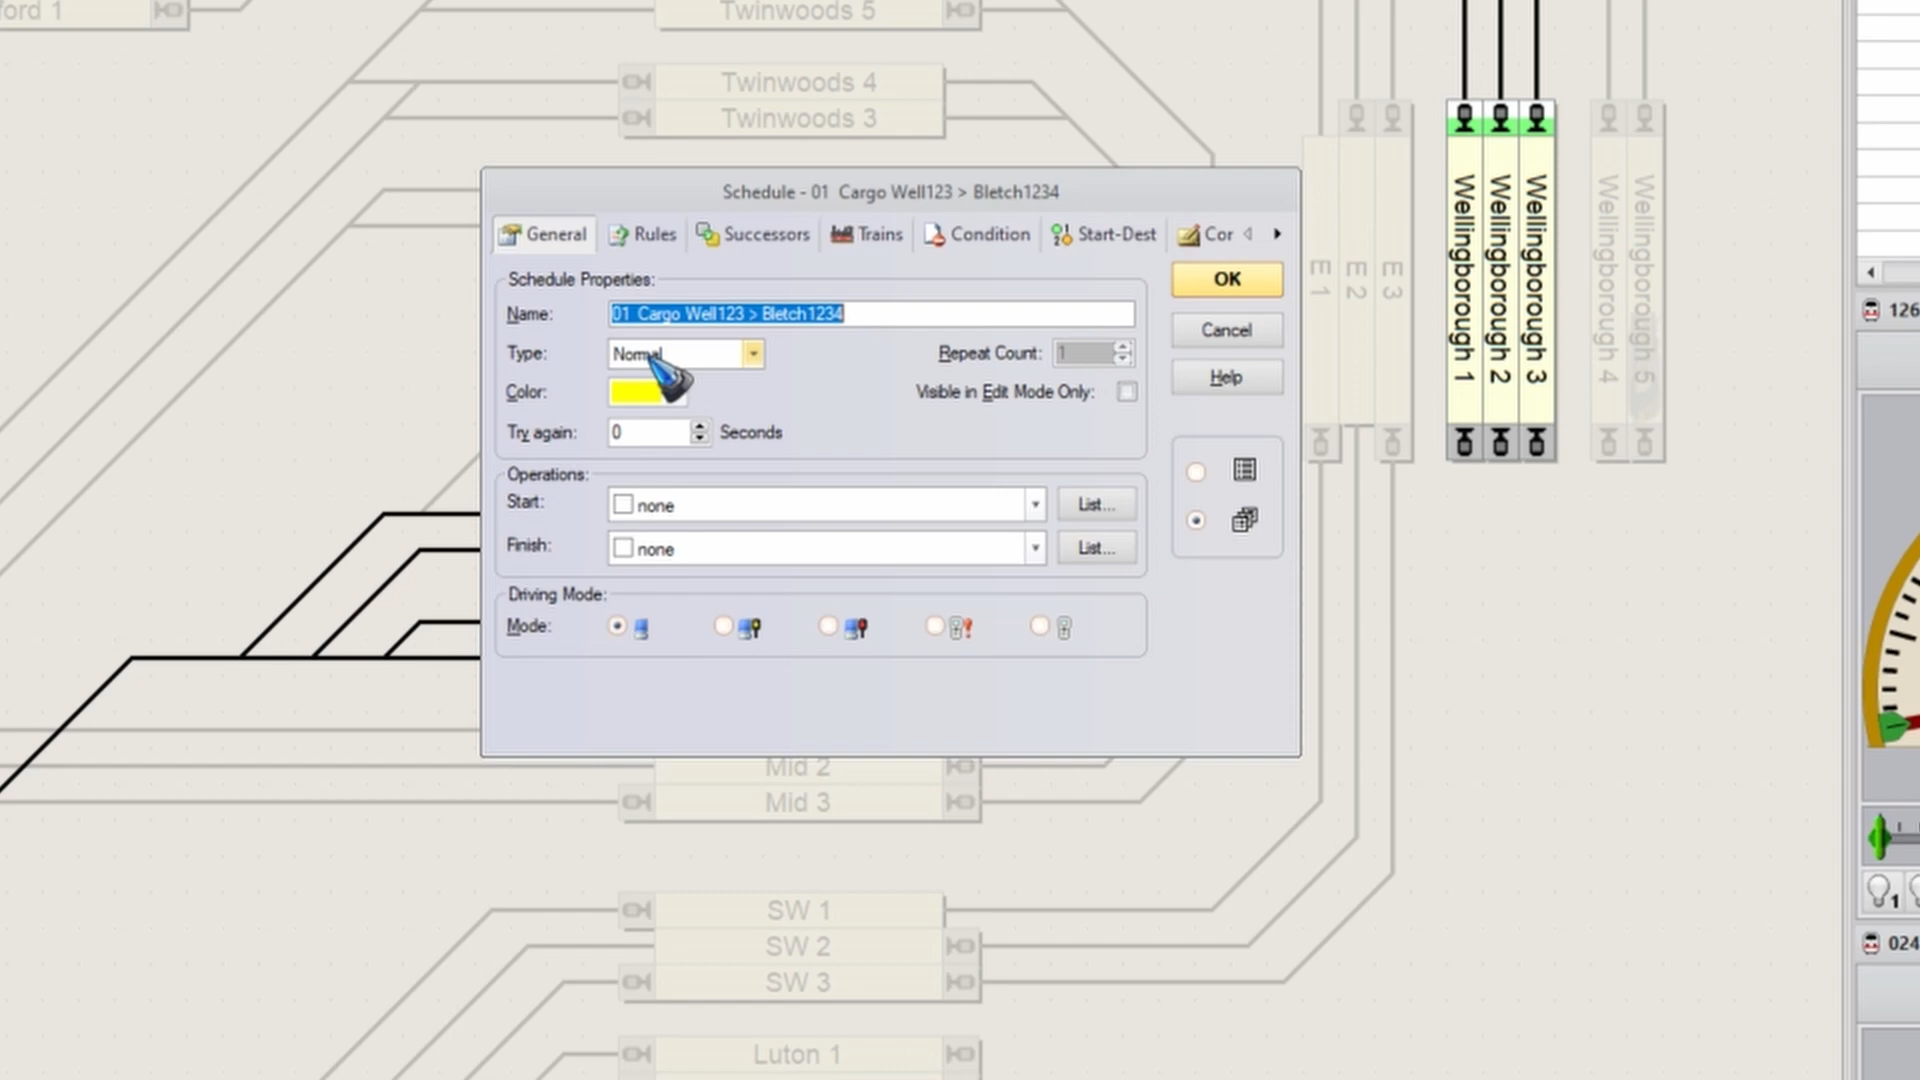 ford 1
Twinwoods 5
Twinwoods 4
Twinwoods 3
Schedule - 01 Cargo Well123 > Bletch1234
General Rules Successors Trains Condition Start-Dest Cor
Schedule Properties:
Name: 01 Cargo Well123 > Bletch1234
Type: Normal Repeat Count: 1
Color: Visible in Edit Mode Only:
Try again: 0 Seconds
Operations:
Start: none List...
Finish: none List...
Driving Mode:
Mode:
OK
Cancel
Help
E 1
E 2
E 3
Wellingborough 1
Wellingborough 2
Wellingborough 3
Wellingborough 4
Wellingborough 5
126
1
024
Mid 2
Mid 3
SW 1
SW 2
SW 3
Luton 1